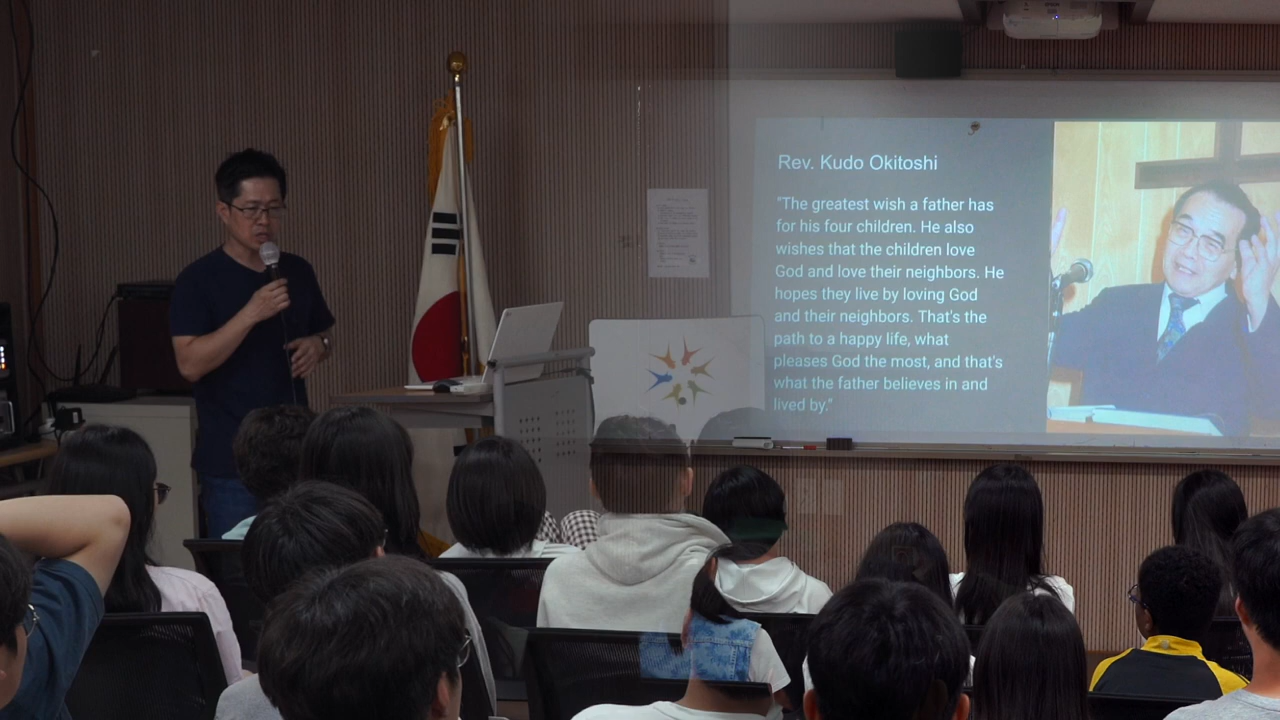 Rev. Kudo Okitoshi
"The greatest wish a father has
for his four children. He also
wishes that the children love
God and love their neighbors. He
hopes they live by loving God
and their neighbors. That's the
path to a happy life, what
pleases God the most, and that's
what the father believes in and
lived by."